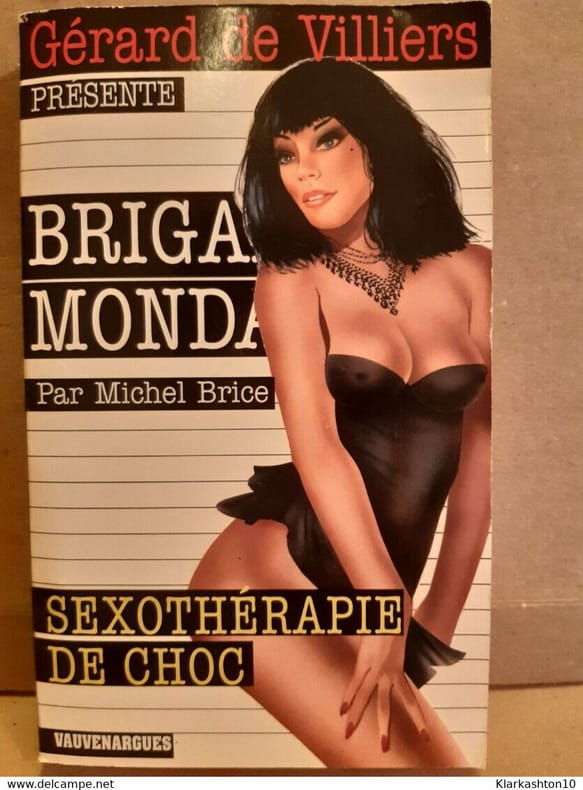 Gérard de Villiers
PRÉSENTE
BRIGA
MONDA
Par Michel Brice
SEXOTHÉRAPIE
DE CHOC
VAUVENARGUES
www.delcampe.net
Klarkashton10